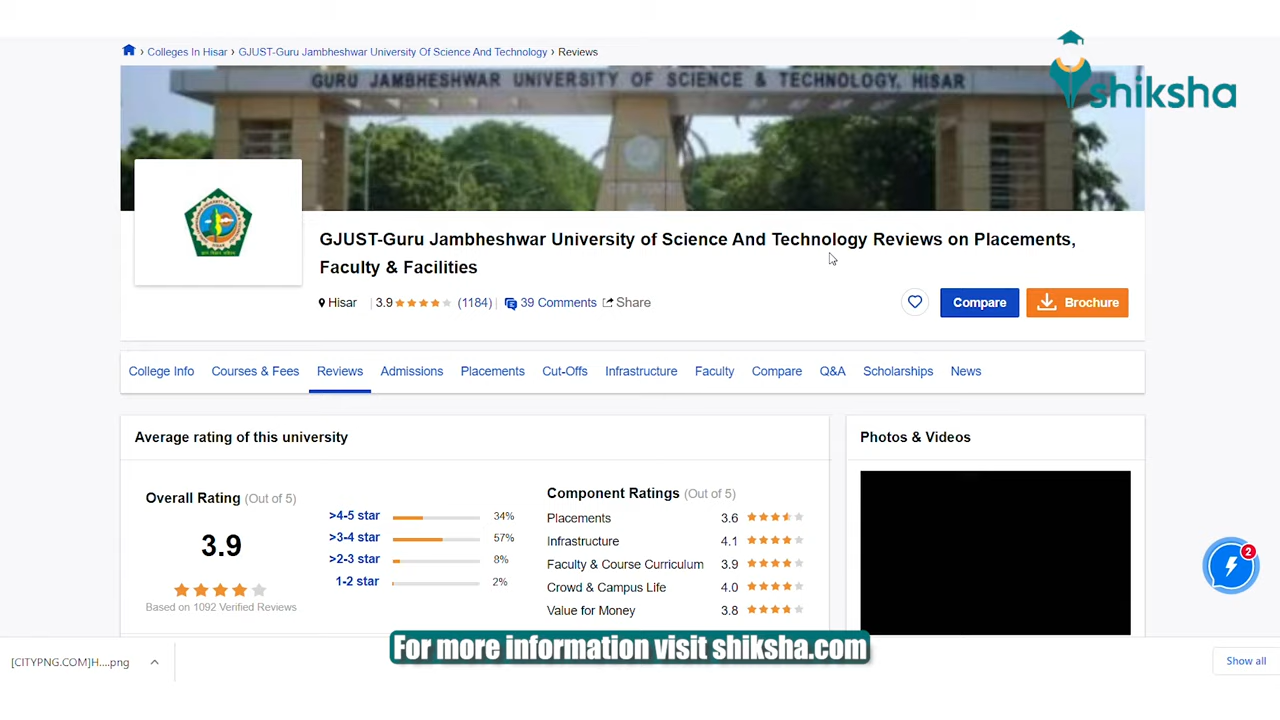 Colleges In Hisar › GJUST-Guru Jambheshwar University Of Science And Technology › Reviews
GURU JAMBHESHWAR UNIVERSITY OF SCIENCE & TECHNOLOGY, HISAR
shiksha
GJUST-Guru Jambheshwar University of Science And Technology Reviews on Placements,
Faculty & Facilities
Hisar | 3.9 (1184) | 39 Comments Share
Compare
Brochure
College Info Courses & Fees Reviews Admissions Placements Cut-Offs Infrastructure Faculty Compare Q&A Scholarships News
Average rating of this university
Overall Rating (Out of 5)
3.9
Based on 1092 Verified Reviews
>4-5 star 34%
>3-4 star 57%
>2-3 star 8%
1-2 star 2%
Component Ratings (Out of 5)
Placements 3.6
Infrastructure 4.1
Faculty & Course Curriculum 3.9
Crowd & Campus Life 4.0
Value for Money 3.8
Photos & Videos
2
For more information visit shiksha.com
[CITYPNG.COM]H....png
Show all